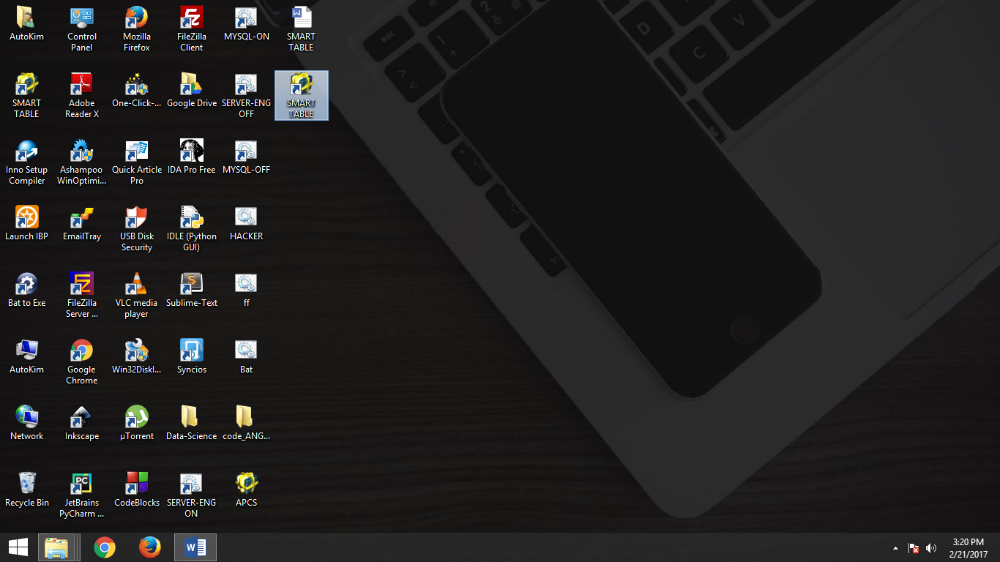 AutoKim
Control
Panel
Mozilla
Firefox
FileZilla
Client
MYSQL-ON
SMART
TABLE
SMART
TABLE
Adobe
Reader X
One-Click-...
Google Drive
SERVER-ENG
OFF
SMART
TABLE
Inno Setup
Compiler
Ashampoo
WinOptimi...
Quick Article
Pro
IDA Pro Free
MYSQL-OFF
Launch IBP
EmailTray
USB Disk
Security
IDLE (Python
GUI)
HACKER
Bat to Exe
FileZilla
Server ...
VLC media
player
Sublime-Text
ff
AutoKim
Google
Chrome
Win32DiskI...
Syncios
Bat
Network
Inkscape
µTorrent
Data-Science
code_ANG...
PC
Recycle Bin
JetBrains
PyCharm ...
CodeBlocks
SERVER-ENG
ON
APCS
3:20 PM
2/21/2017
esc
D
C
V